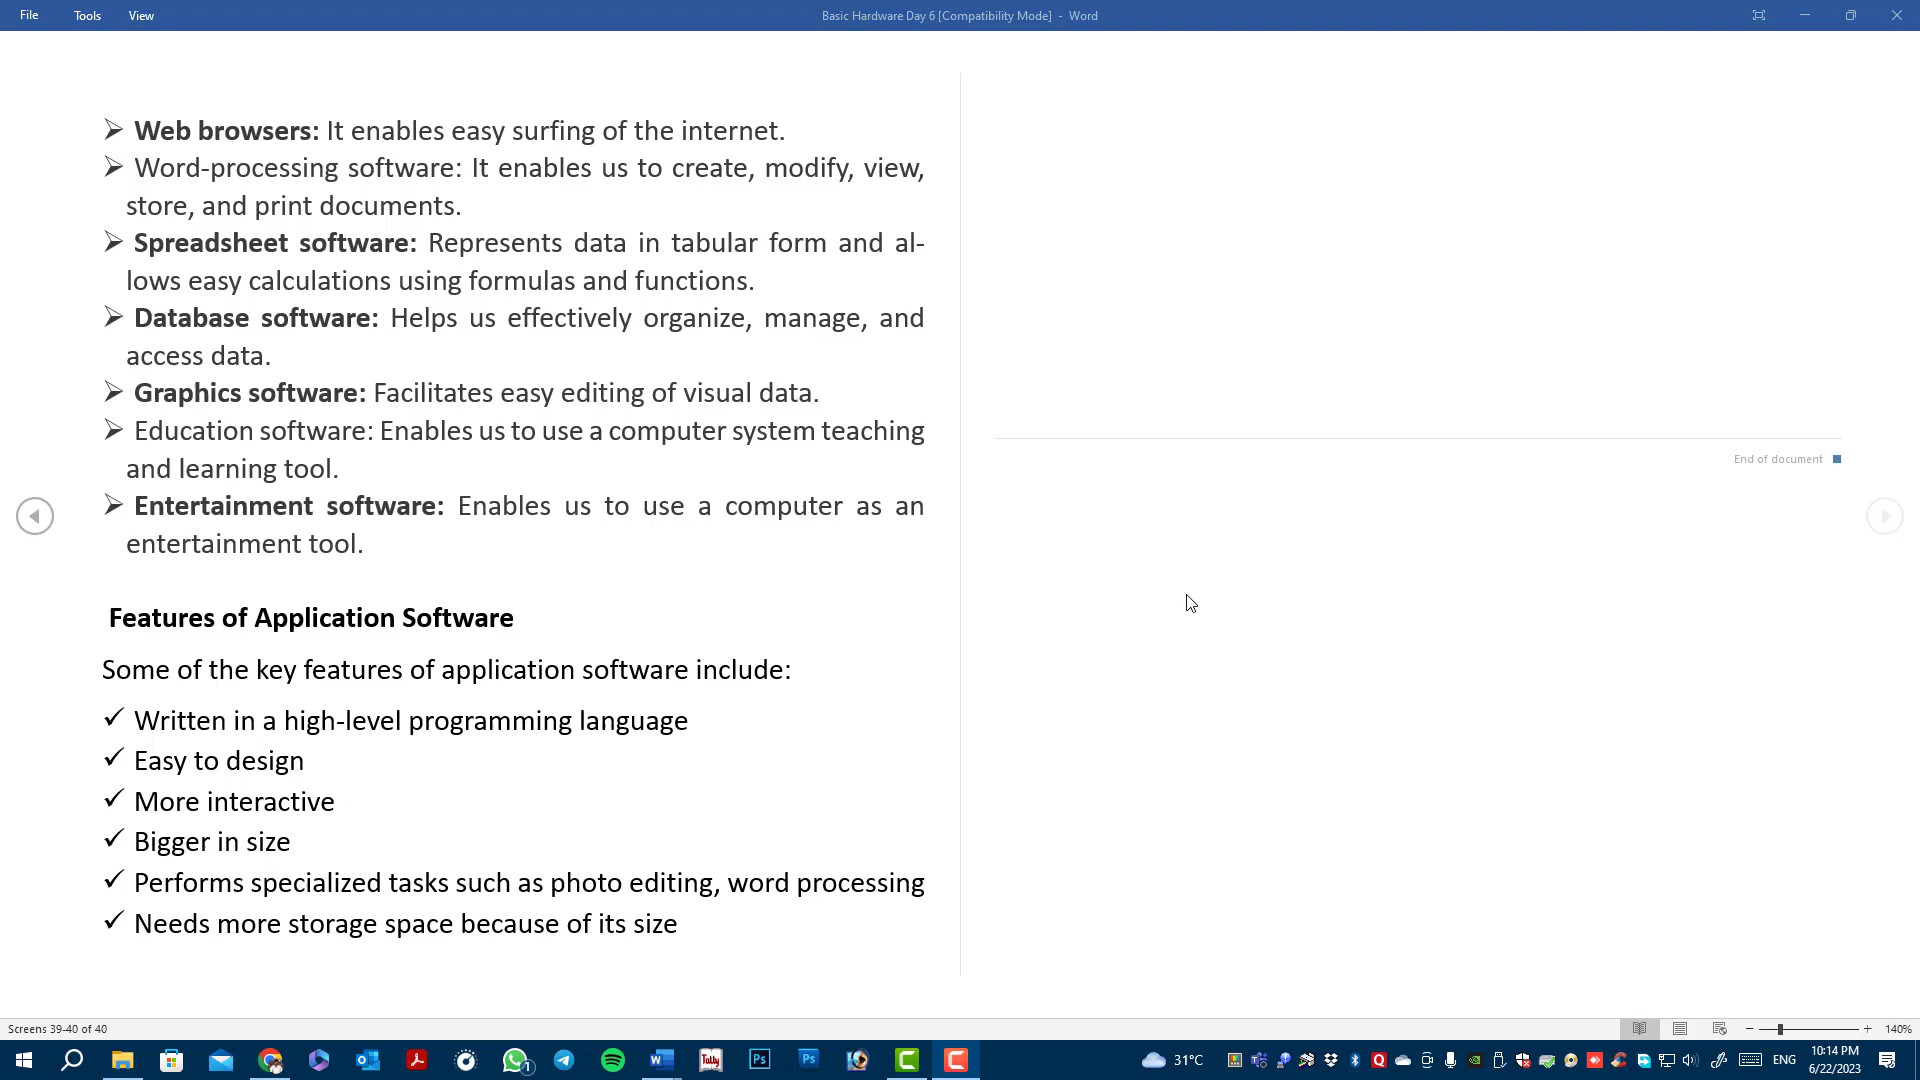 File Tools View
Basic Hardware Day 6 [Compatibility Mode] - Word
Web browsers: It enables easy surfing of the internet.
Word-processing software: It enables us to create, modify, view,
store, and print documents.
Spreadsheet software: Represents data in tabular form and al-
lows easy calculations using formulas and functions.
Database software: Helps us effectively organize, manage, and
access data.
Graphics software: Facilitates easy editing of visual data.
Education software: Enables us to use a computer system teaching
and learning tool.
Entertainment software: Enables us to use a computer as an
entertainment tool.
Features of Application Software
Some of the key features of application software include:
✓ Written in a high-level programming language
✓ Easy to design
✓ More interactive
✓ Bigger in size
✓ Performs specialized tasks such as photo editing, word processing
✓ Needs more storage space because of its size
End of document
Screens 39-40 of 40
140%
Tally
Ps
Ps
31°C
ENG
10:14 PM
6/22/2023